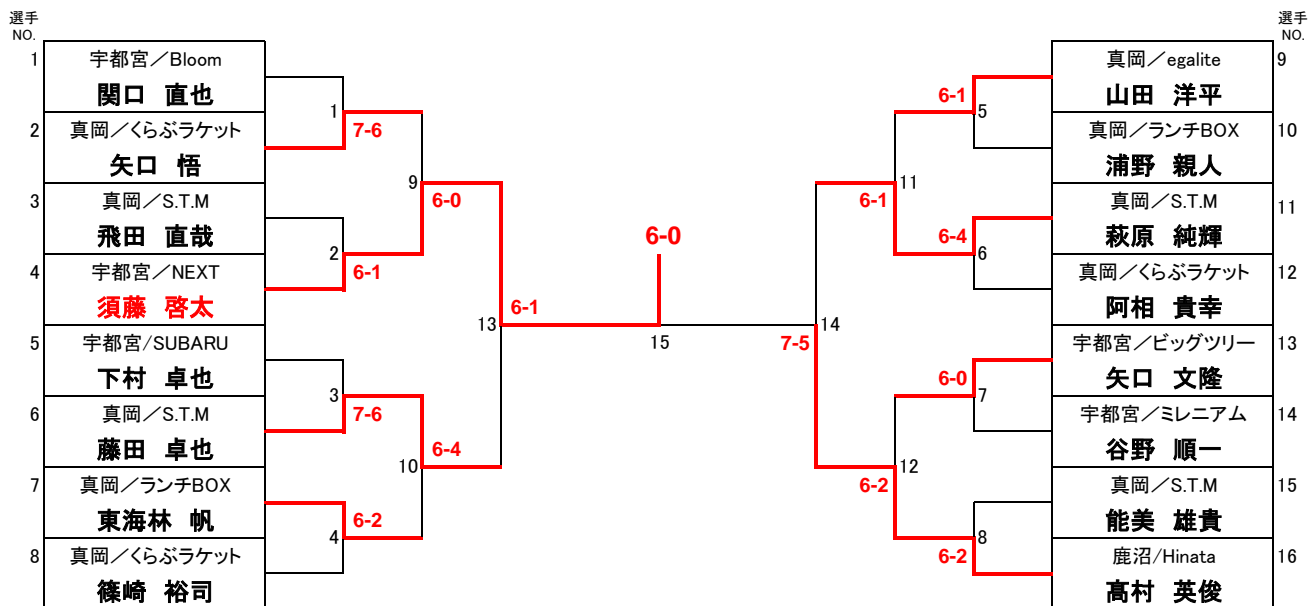 選手
NO.
1
宇都宮／Bloom
関口 直也
2
真岡／くらぶラケット
矢口 悟
3
真岡／S.T.M
飛田 直哉
4
宇都宮／NEXT
須藤 啓太
5
宇都宮/SUBARU
下村 卓也
6
真岡／S.T.M
藤田 卓也
7
真岡／ランチBOX
東海林 帆
8
真岡／くらぶラケット
篠崎 裕司
1
7-6
2
6-1
3
7-6
4
6-2
9
6-0
10
6-4
13
6-1
6-0
15
14
7-5
11
6-1
12
6-2
5
6-1
6
6-4
7
6-0
8
6-2
選手
NO.
真岡／egalite
9
山田 洋平
真岡／ランチBOX
10
浦野 親人
真岡／S.T.M
11
萩原 純輝
真岡／くらぶラケット
12
阿相 貴幸
宇都宮／ビッグツリー
13
矢口 文隆
宇都宮／ミレニアム
14
谷野 順一
真岡／S.T.M
15
能美 雄貴
鹿沼/Hinata
16
髙村 英俊